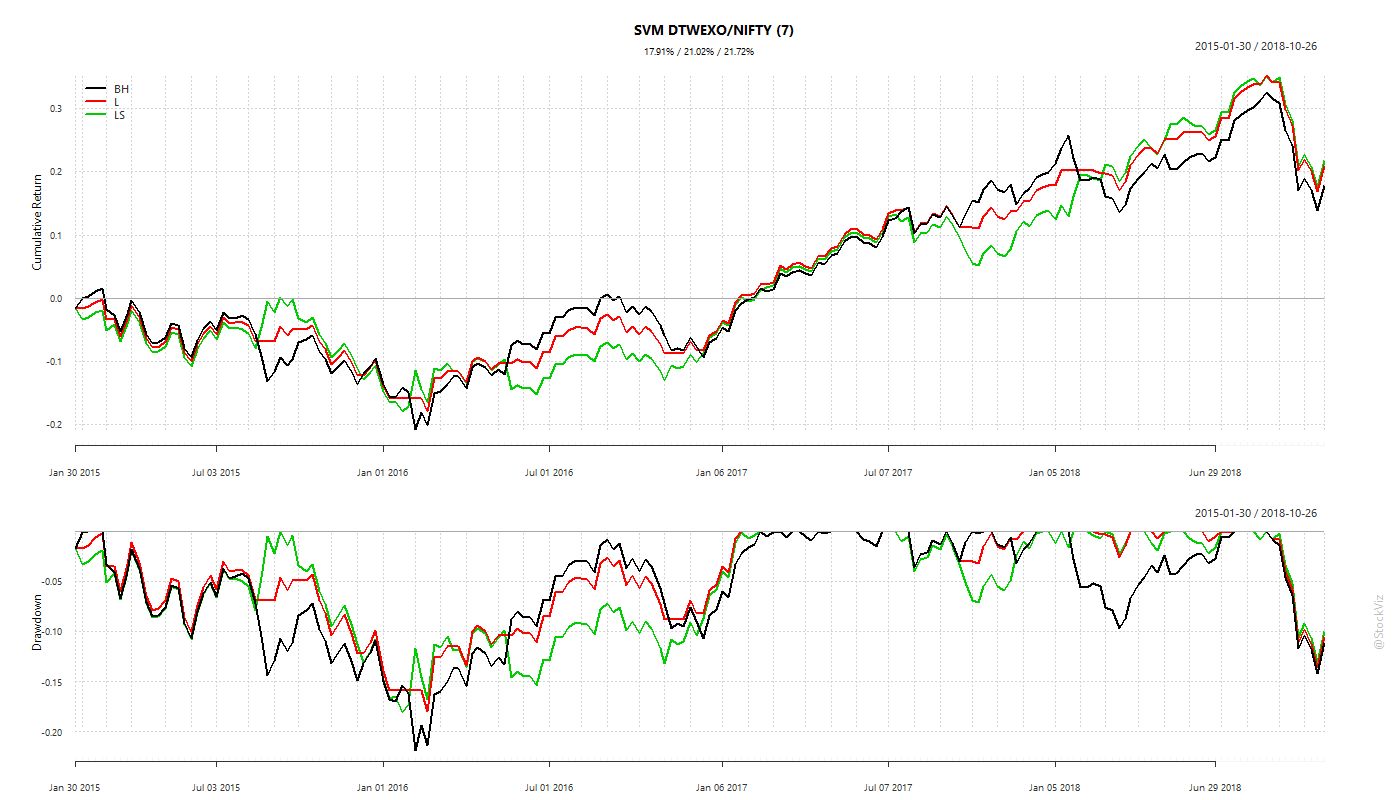 SVM DTWEXO/NIFTY (7)
17.91% / 21.02% / 21.72%
2015-01-30 / 2018-10-26
BH
L
LS
Cumulative Return
0.3
0.2
0.1
0.0
-0.1
-0.2
Jan 30 2015 Jul 03 2015 Jan 01 2016 Jul 01 2016 Jan 06 2017 Jul 07 2017 Jan 05 2018 Jun 29 2018
2015-01-30 / 2018-10-26
Drawdown
-0.05
-0.10
-0.15
-0.20
Jan 30 2015 Jul 03 2015 Jan 01 2016 Jul 01 2016 Jan 06 2017 Jul 07 2017 Jan 05 2018 Jun 29 2018
@StockViz